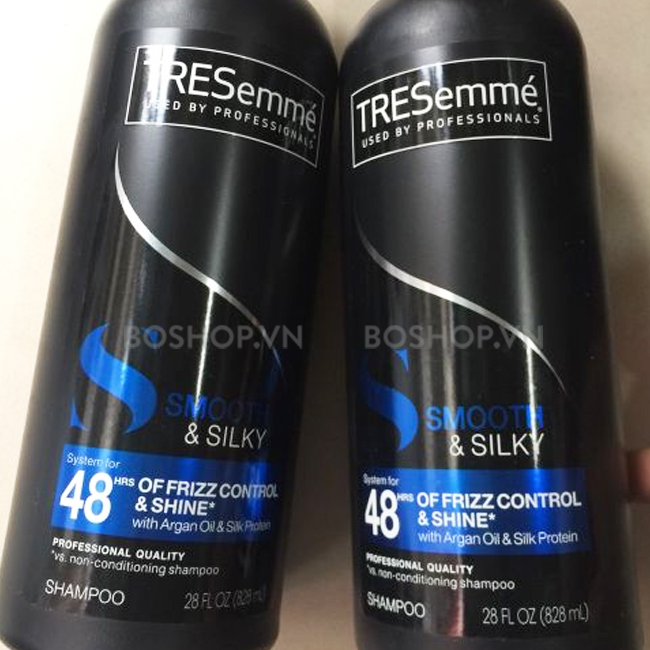 TRESemmé
USED BY PROFESSIONALS
SMOOTH
& SILKY
System for
48 HRS OF FRIZZ CONTROL
& SHINE*
with Argan Oil & Silk Protein
PROFESSIONAL QUALITY
*vs. non-conditioning shampoo
SHAMPOO
28 FL OZ (828 mL)
TRESemmé
USED BY PROFESSIONALS
SMOOTH
& SILKY
System for
48 HRS OF FRIZZ CONTROL
& SHINE*
with Argan Oil & Silk Protein
PROFESSIONAL QUALITY
*vs. non-conditioning shampoo
SHAMPOO
28 FL OZ (828 mL)
BOSHOP.VN
BOSHOP.VN